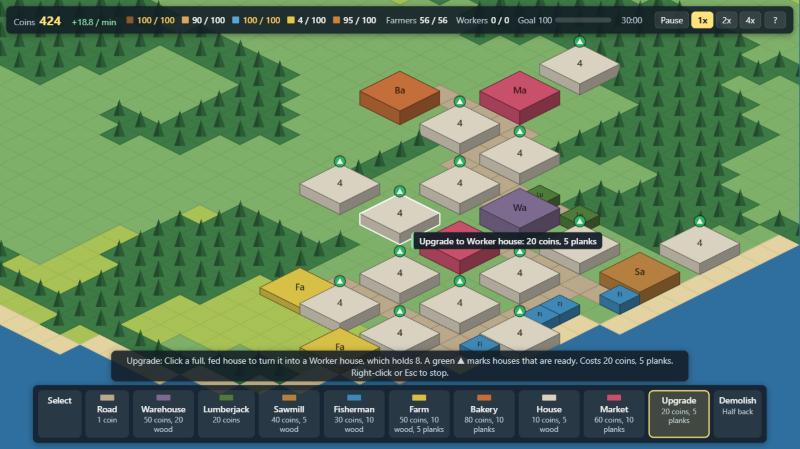 Coins 424 +18.8 / min 100 / 100 90 / 100 100 / 100 4 / 100 95 / 100 Farmers 56 / 56 Workers 0 / 0 Goal 100 30:00 Pause 1x 2x 4x ?
4
Ba
Ma
4
4
4
4
Lu
4
Wa
4
Upgrade to Worker house: 20 coins, 5 planks
4
4
Sa
Fa
4
4
Fi
Fi
Fi
4
4
Fi
Fa
Upgrade: Click a full, fed house to turn it into a Worker house, which holds 8. A green ▲ marks houses that are ready. Costs 20 coins, 5 planks.
Right-click or Esc to stop.
Select
Road
1 coin
Warehouse
50 coins, 20
wood
Lumberjack
20 coins
Sawmill
40 coins, 5
wood
Fisherman
30 coins, 10
wood
Farm
50 coins, 10
wood, 5 planks
Bakery
80 coins, 10
planks
House
10 coins, 5
wood
Market
60 coins, 10
planks
Upgrade
20 coins, 5
planks
Demolish
Half back